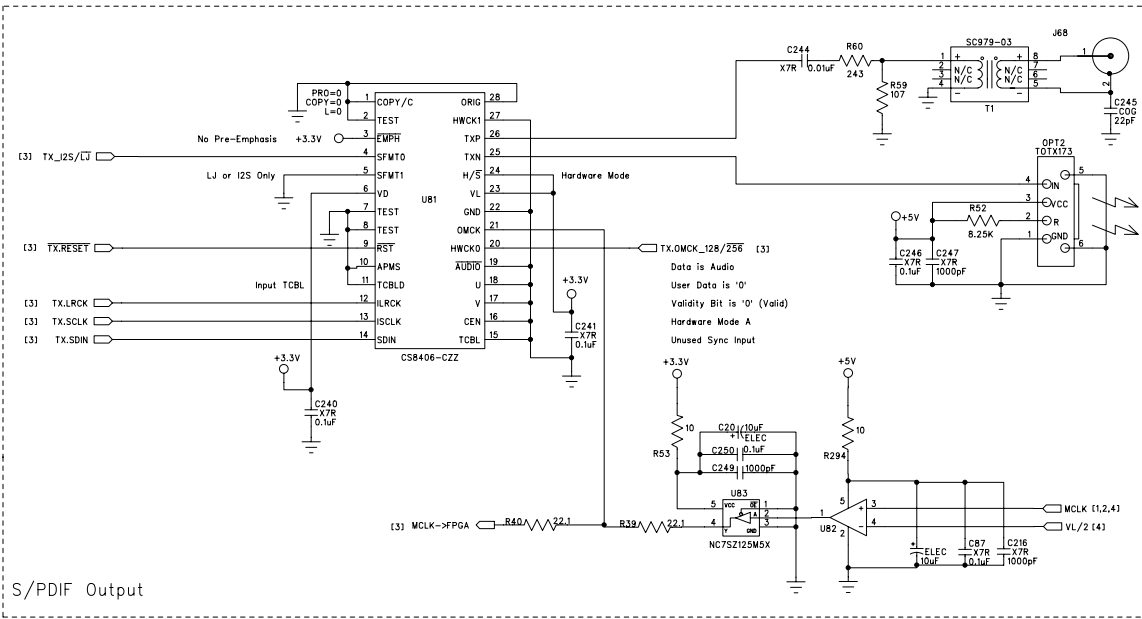 C244
X7R 0.01uF
R60
243
R59
107
SC979-03
1 + + 8
2 N/C N/C 7
3 N/C N/C 6
4 - - 5
T1
J68
1
2
C245
COG
22pF
PRO=0
COPY=0
L=0
No Pre-Emphasis +3.3V
[3] TX_I2S/LJ
LJ or I2S Only
[3] TX.RESET
Input TCBL
[3] TX.LRCK
[3] TX.SCLK
[3] TX.SDIN
1 COPY/C ORIG 28
2 TEST HWCK1 27
3 EMPH TXP 26
4 SFMT0 TXN 25
5 SFMT1 H/S 24
6 VD VL 23
7 TEST GND 22
8 TEST OMCK 21
9 RST HWCK0 20
10 APMS AUDIO 19
11 TCBLD U 18
12 ILRCK V 17
13 ISCLK CEN 16
14 SDIN TCBL 15
U81
CS8406-CZZ
Hardware Mode
TX.OMCK_128/256 [3]
Data is Audio
User Data is '0'
Validity Bit is '0' (Valid)
Hardware Mode A
Unused Sync Input
+3.3V
C241
X7R
0.1uF
+3.3V
C240
X7R
0.1uF
OPT2
TOTX173
5
4 IN
3 VCC
2 R
1 GND
6
+5V
R52
8.25K
C246
X7R
0.1uF
C247
X7R
1000pF
+3.3V
10
R53
C20 10uF
+ ELEC
C250 0.1uF
C249 1000pF
U83
5 VCC OE 1
A 2
4 Y GND 3
NC7SZ125M5X
[3] MCLK->FPGA
R40 22.1
R39 22.1
+5V
10
R294
5
1 + 3
- 4
U82
2
MCLK [1,2,4]
VL/2 [4]
+ ELEC
10uF
C87
X7R
0.1uF
C216
X7R
1000pF
S/PDIF Output